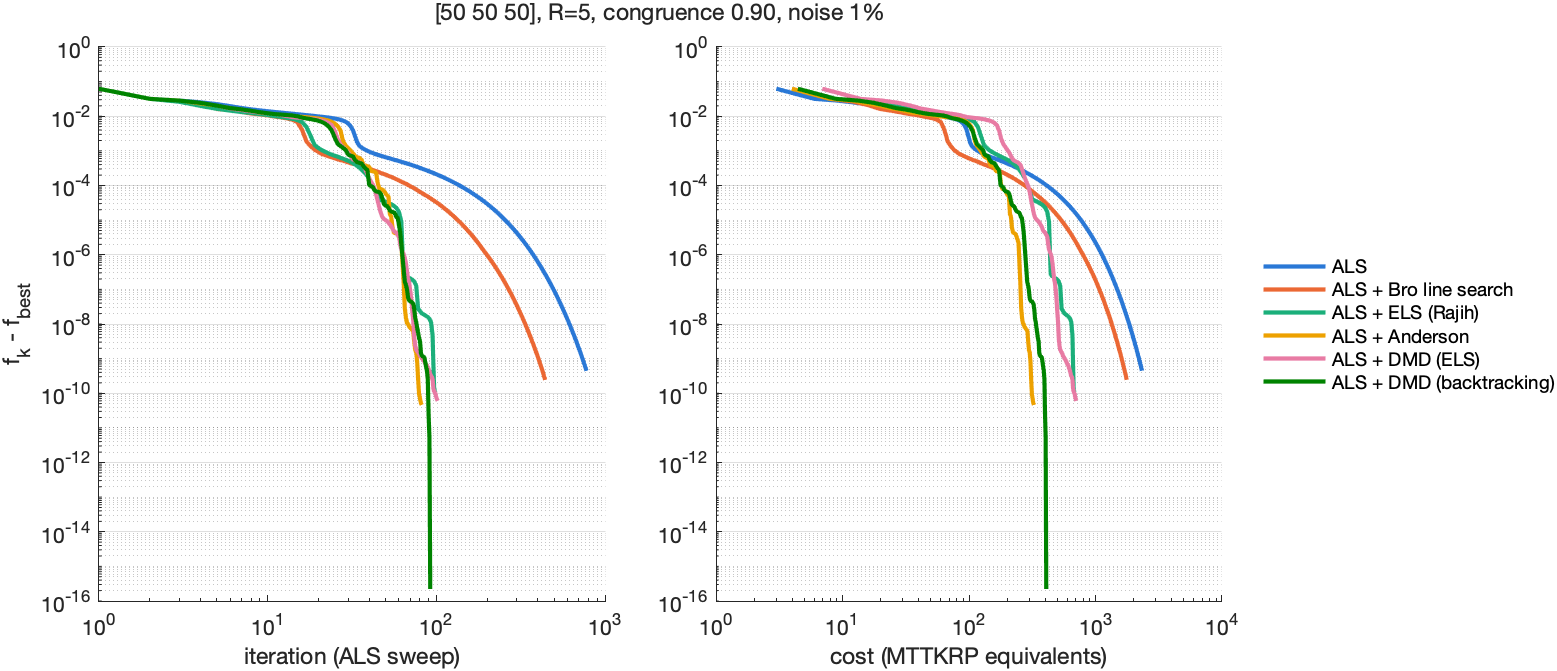 [50 50 50], R=5, congruence 0.90, noise 1%
f_k - f_best
10^0
10^-2
10^-4
10^-6
10^-8
10^-10
10^-12
10^-14
10^-16
10^0 10^1 10^2 10^3
iteration (ALS sweep)
10^0
10^-2
10^-4
10^-6
10^-8
10^-10
10^-12
10^-14
10^-16
10^0 10^1 10^2 10^3 10^4
cost (MTTKRP equivalents)
ALS
ALS + Bro line search
ALS + ELS (Rajih)
ALS + Anderson
ALS + DMD (ELS)
ALS + DMD (backtracking)